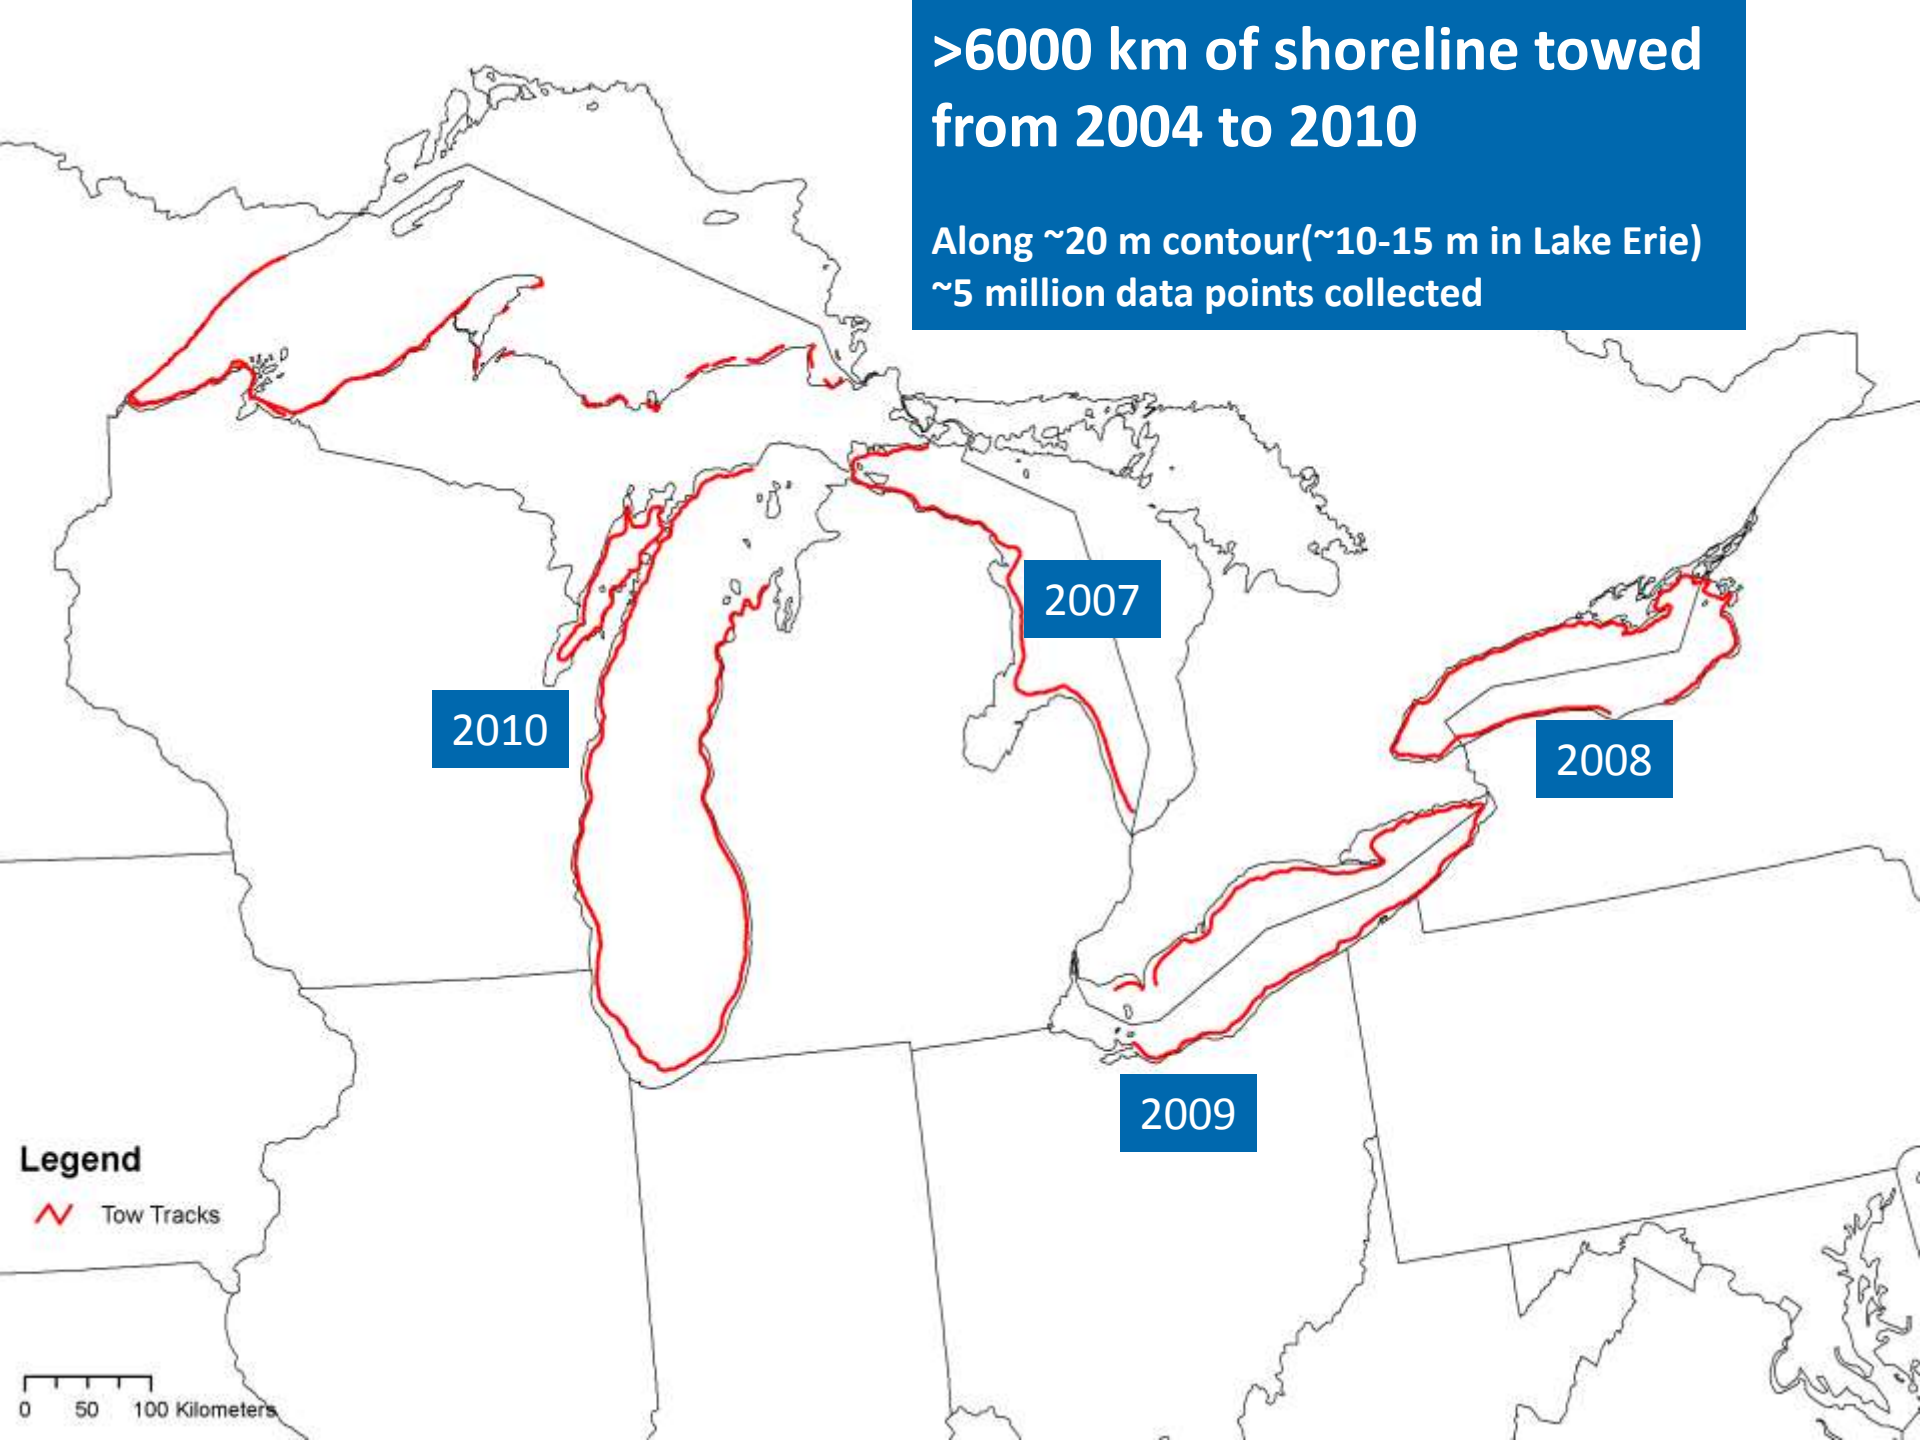 >6000 km of shoreline towed
from 2004 to 2010
Along ~20 m contour(~10-15 m in Lake Erie)
~5 million data points collected
2007
2010
2008
2009
Legend
Tow Tracks
0 50 100 Kilometers